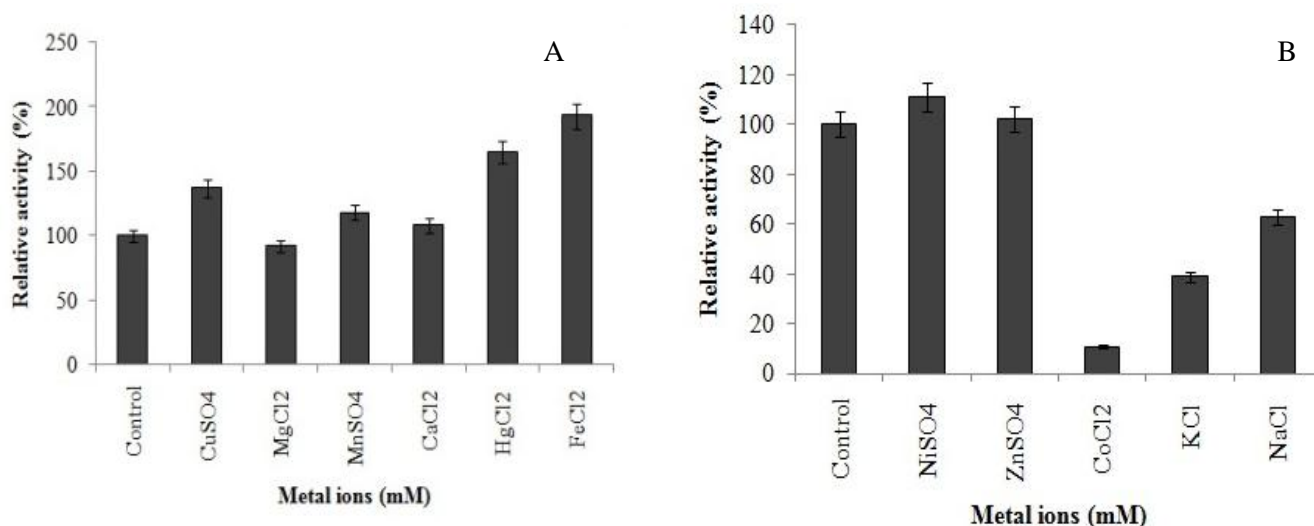 A
Relative activity (%)
250
200
150
100
50
0
Control
CuSO4
MgCl2
MnSO4
CaCl2
HgCl2
FeCl2
Metal ions (mM)
B
Relative activity (%)
140
120
100
80
60
40
20
0
Control
NiSO4
ZnSO4
CoCl2
KCl
NaCl
Metal ions (mM)